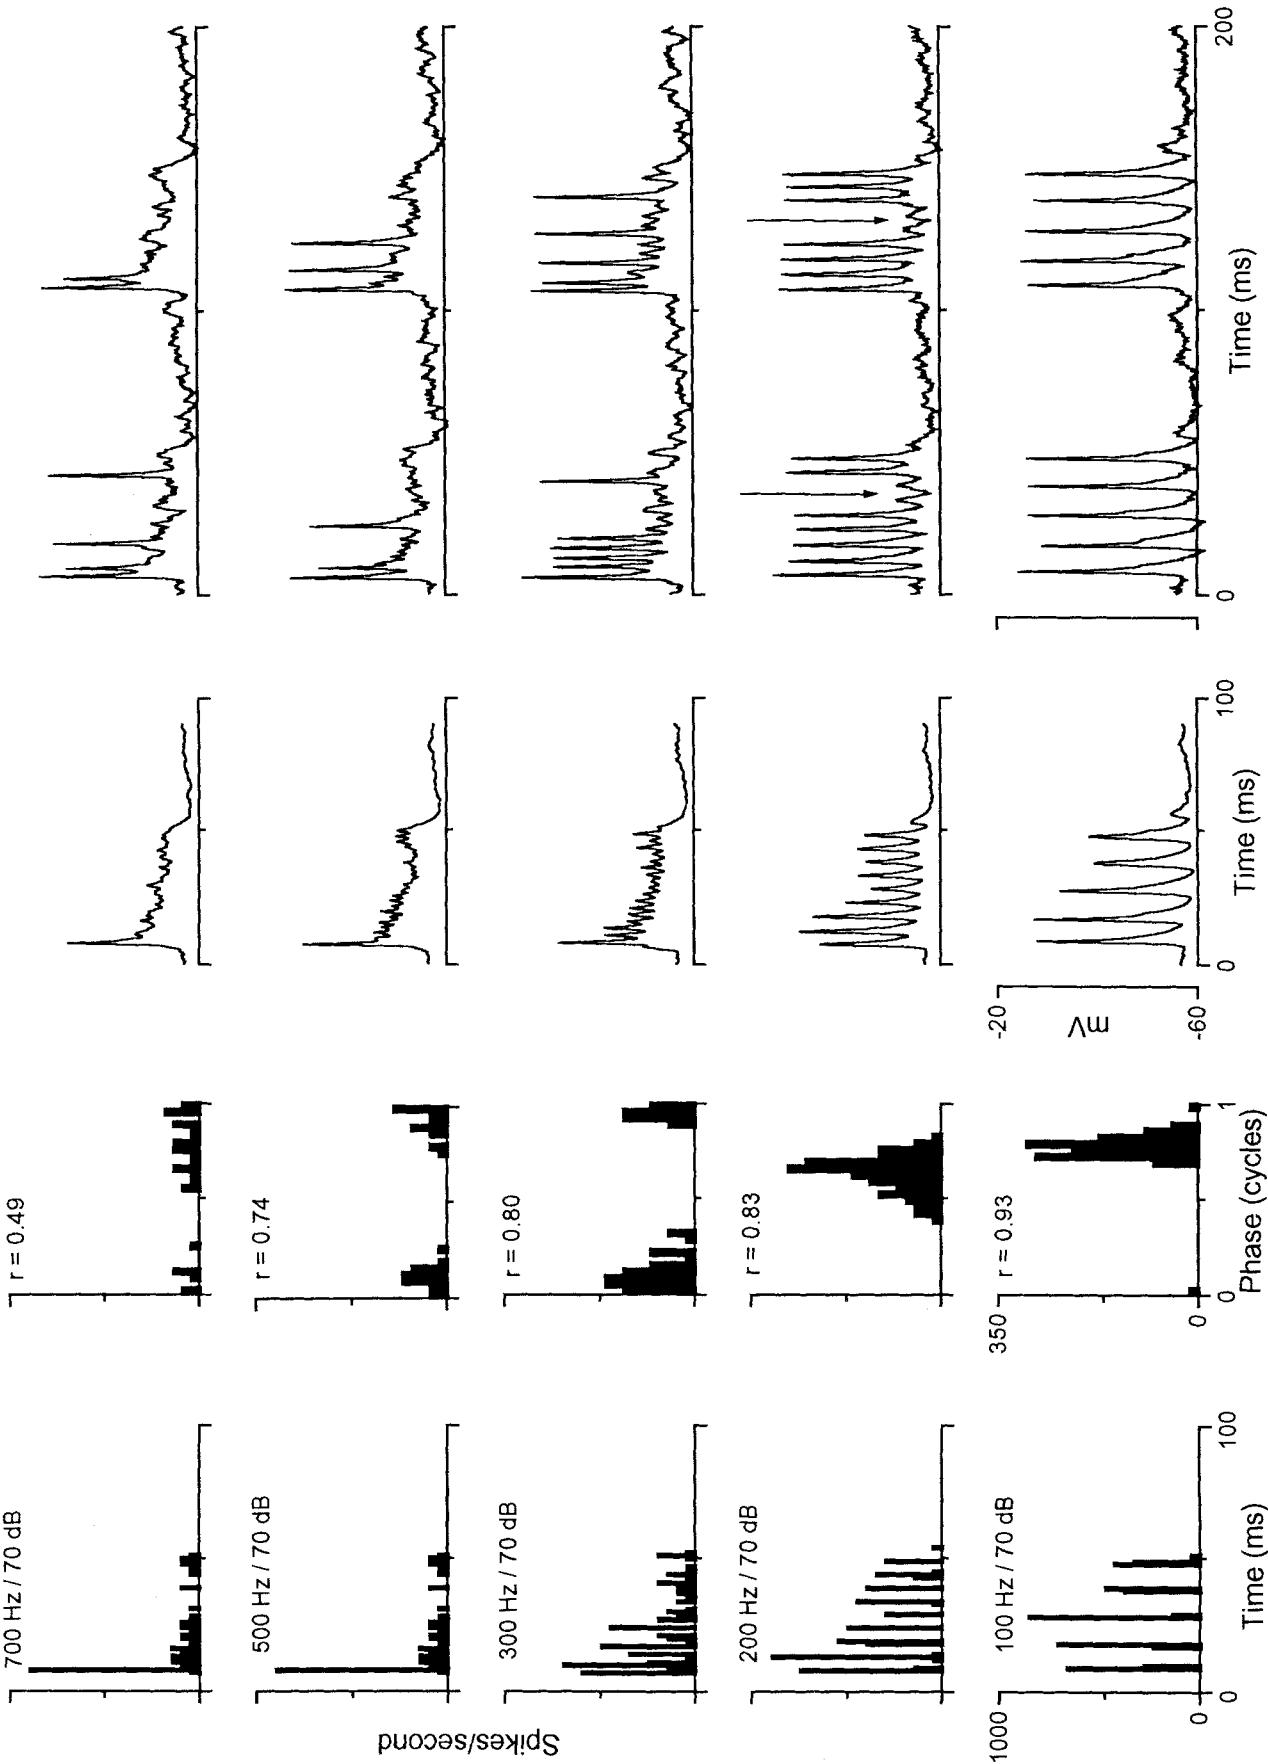 700 Hz / 70 dB
r = 0.49
500 Hz / 70 dB
r = 0.74
300 Hz / 70 dB
r = 0.80
200 Hz / 70 dB
r = 0.83
100 Hz / 70 dB
r = 0.93
Spikes/second
1000
0
0
100
Time (ms)
350
0
0
1
Phase (cycles)
-20
-60
mV
0
100
Time (ms)
0
200
Time (ms)